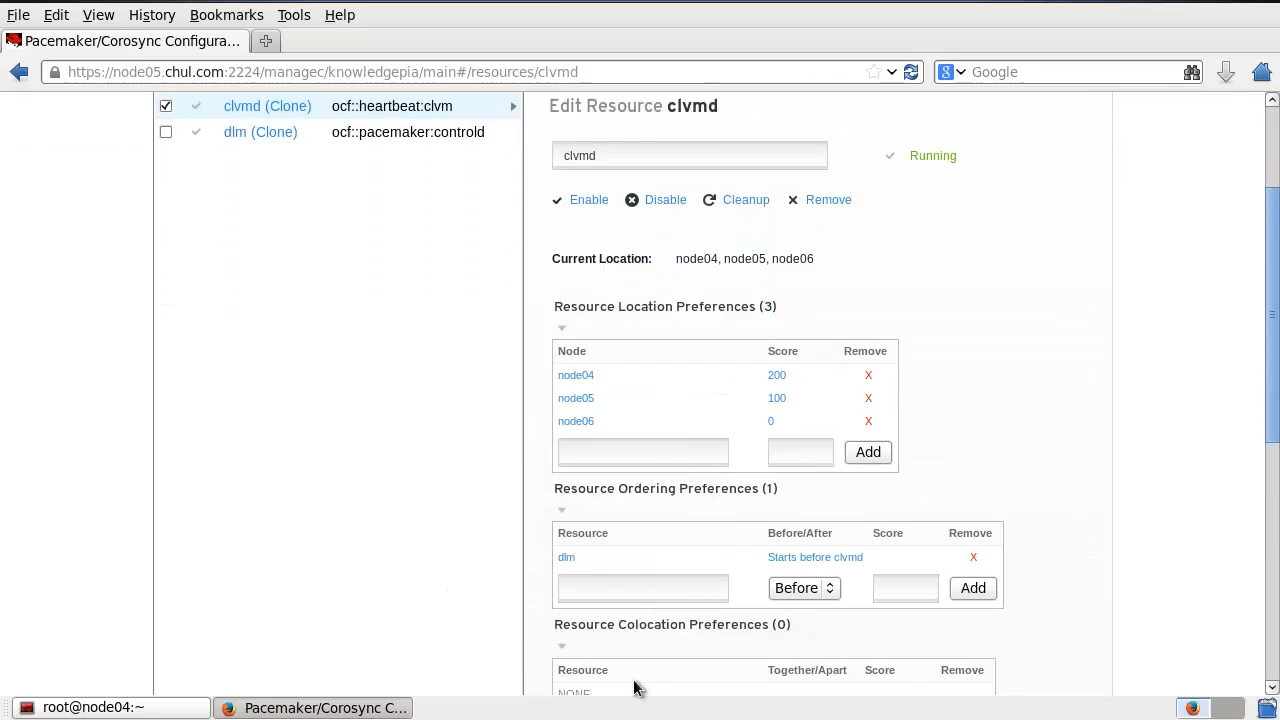 File Edit View History Bookmarks Tools Help
Pacemaker/Corosync Configura...
https://node05.chul.com:2224/managec/knowledgepia/main#/resources/clvmd
Google
clvmd (Clone) ocf::heartbeat:clvm
dlm (Clone) ocf::pacemaker:controld
Edit Resource clvmd
clvmd
Running
Enable Disable Cleanup Remove
Current Location: node04, node05, node06
Resource Location Preferences (3)
Node Score Remove
node04 200 X
node05 100 X
node06 0 X
Add
Resource Ordering Preferences (1)
Resource Before/After Score Remove
dlm Starts before clvmd X
Before Add
Resource Colocation Preferences (0)
Resource Together/Apart Score Remove
NONE
root@node04:~ Pacemaker/Corosync C...